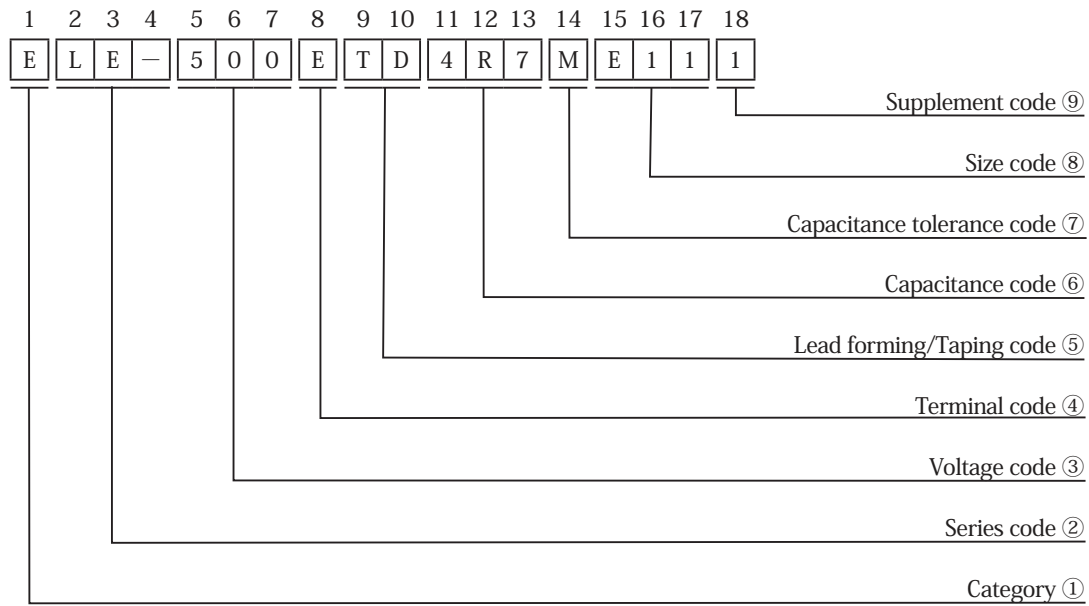 1 2 3 4 5 6 7 8 9 10 11 12 13 14 15 16 17 18
E L E — 5 0 0 E T D 4 R 7 M E 1 1 1
Supplement code ⑨
Size code ⑧
Capacitance tolerance code ⑦
Capacitance code ⑥
Lead forming/Taping code ⑤
Terminal code ④
Voltage code ③
Series code ②
Category ①